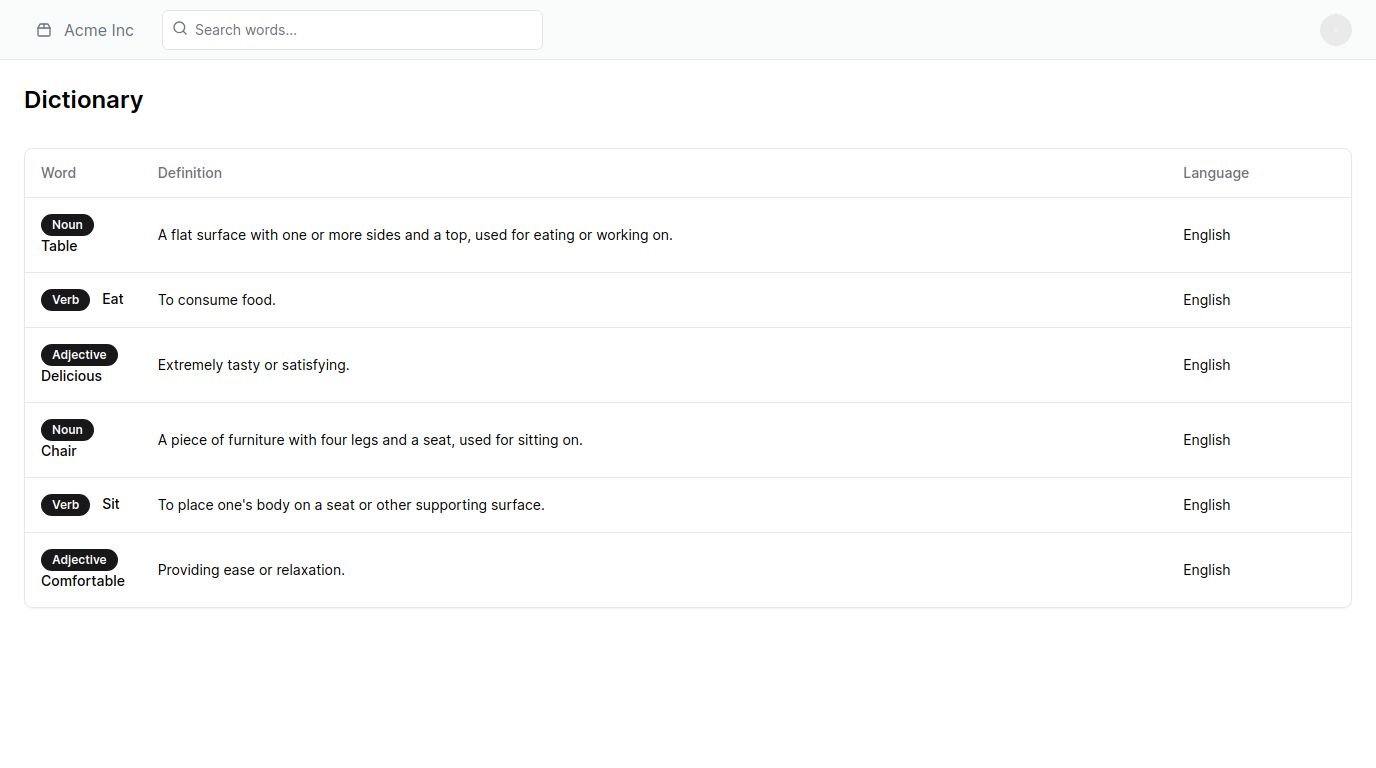 Acme Inc
Search words...
Dictionary
Word Definition Language
Noun
Table
A flat surface with one or more sides and a top, used for eating or working on.
English
Verb Eat To consume food. English
Adjective
Delicious
Extremely tasty or satisfying.
English
Noun
Chair
A piece of furniture with four legs and a seat, used for sitting on.
English
Verb Sit To place one's body on a seat or other supporting surface. English
Adjective
Comfortable
Providing ease or relaxation.
English